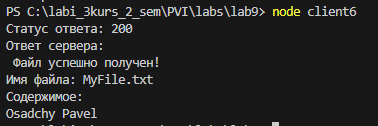 PS C:\labi_3kurs_2_sem\PVI\labs\lab9> node client6
Статус ответа: 200
Ответ сервера:
Файл успешно получен!
Имя файла: MyFile.txt
Содержимое:
Osadchy Pavel